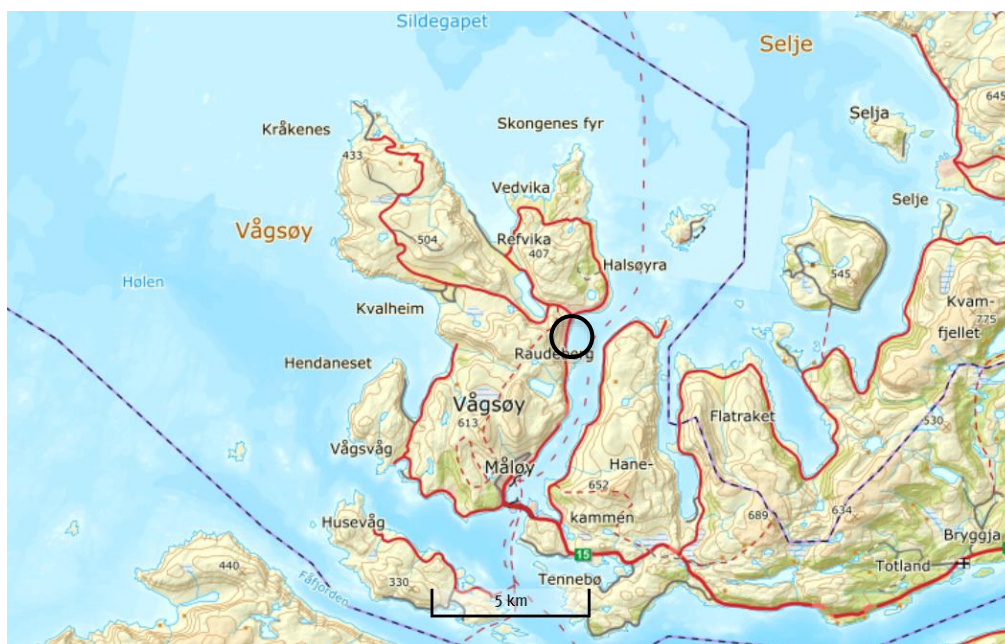 Sildegapet
Selje
645
Selja
Skongenes fyr
Kråkenes
433
Vedvika
Selje
Vågsøy
504
Refvika
407
Halsøyra
545
Hølen
Kvalheim
Kvam-
775
fjellet
Raudeberg
Hendaneset
Vågsøy
613
Flatraket
530
Vågsvåg
Måløy
Hane-
652
kammen
689
634
Husevåg
Bryggja
15
Totland
440
Fåfjorden
330
Tennebø
5 km